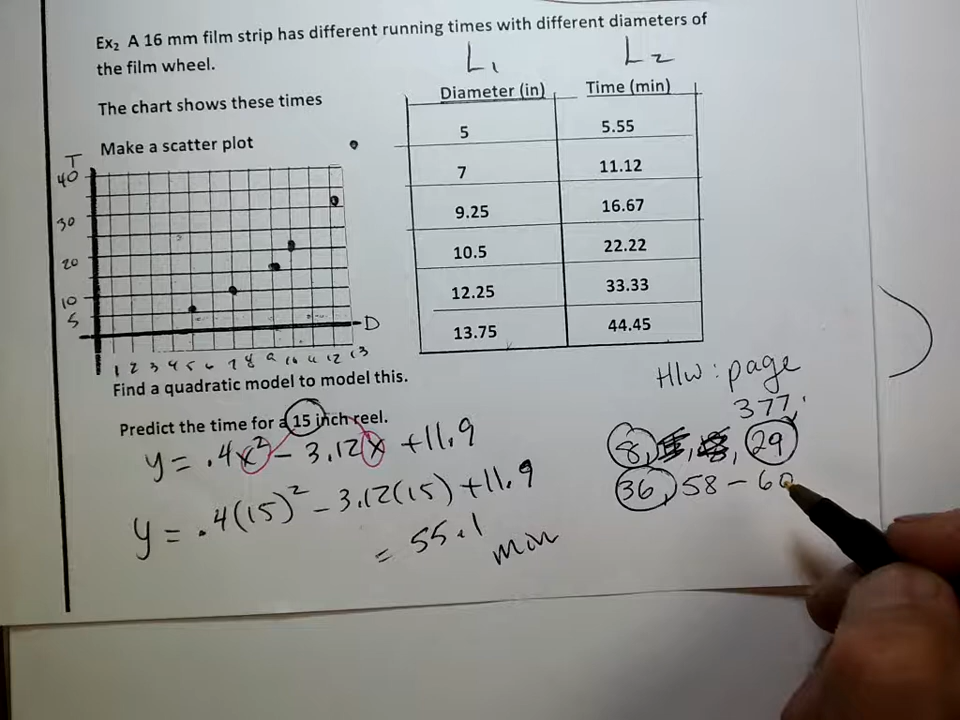 Ex₂ A 16 mm film strip has different running times with different diameters of
the film wheel.
The chart shows these times
Make a scatter plot
L₁ L₂
Diameter (in) Time (min)
5 5.55
7 11.12
9.25 16.67
10.5 22.22
12.25 33.33
13.75 44.45
T
40
30
20
10
5
D
1 2 3 4 5 6 7 8 9 10 11 12 13
Find a quadratic model to model this.
Predict the time for a 15 inch reel.
y = .4x² - 3.12x + 11.9
y = .4(15)² - 3.12(15) + 11.9
= 55.1
min
H/w: page
377,
8, 29
36, 58 - 60